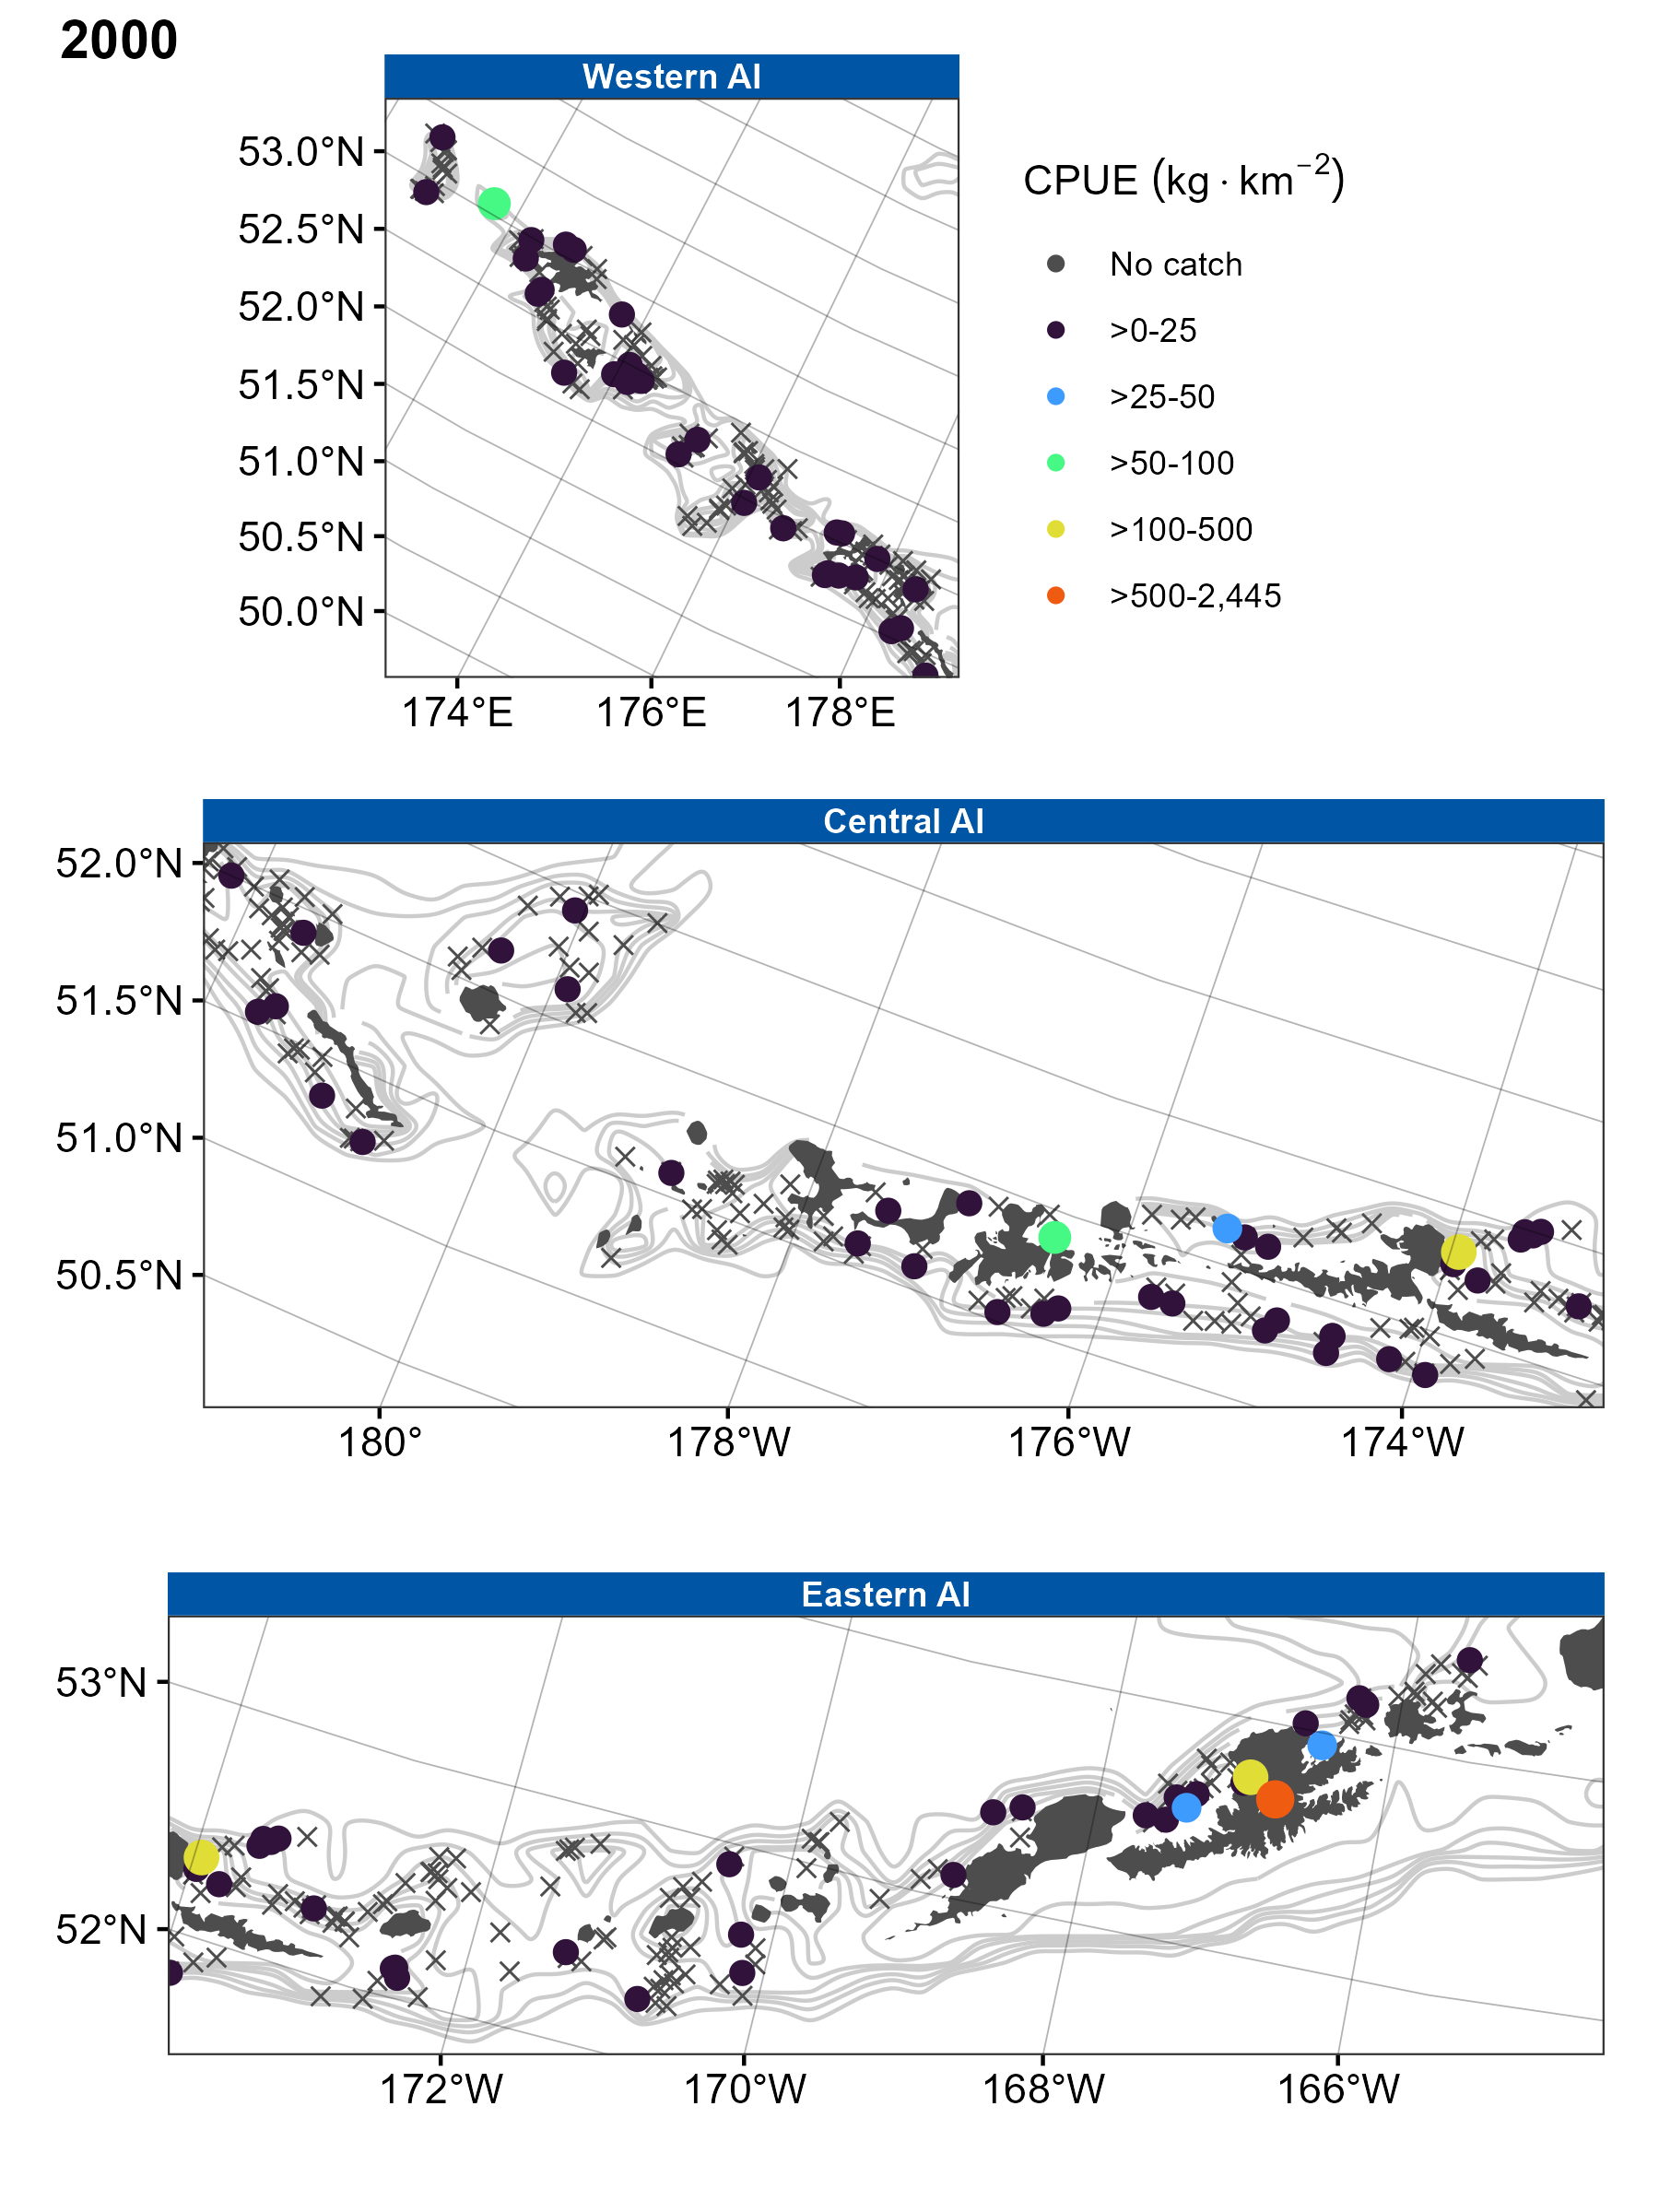 2000
Western AI
53.0°N
52.5°N
52.0°N
51.5°N
51.0°N
50.5°N
50.0°N
174°E 176°E 178°E
CPUE (kg · km⁻²)
No catch
>0-25
>25-50
>50-100
>100-500
>500-2,445
Central AI
52.0°N
51.5°N
51.0°N
50.5°N
180° 178°W 176°W 174°W
Eastern AI
53°N
52°N
172°W 170°W 168°W 166°W